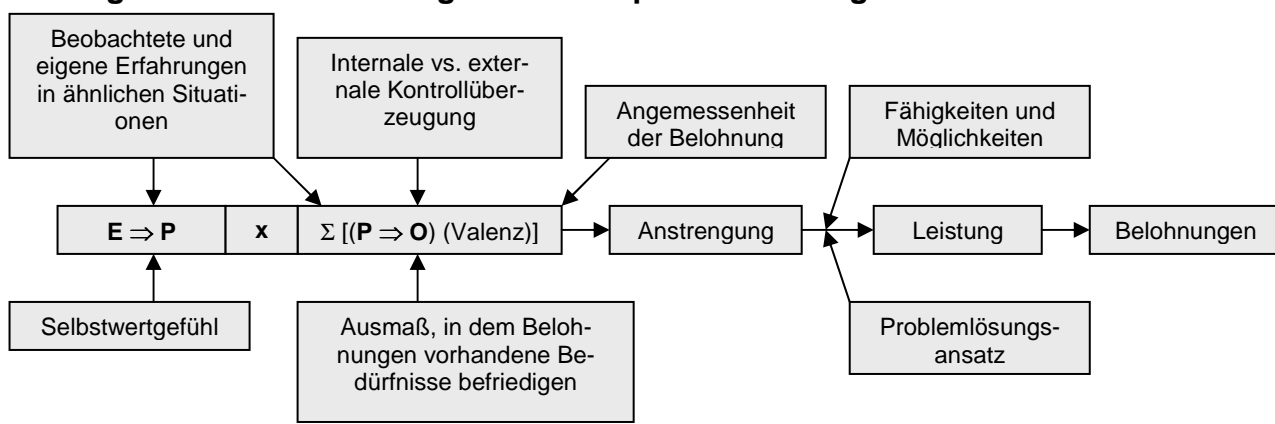 Beobachtete und
eigene Erfahrungen
in ähnlichen Situati-
onen
Internale vs. exter-
nale Kontrollüber-
zeugung
Angemessenheit
der Belohnung
Fähigkeiten und
Möglichkeiten
E ⇒ P
x
Σ [(P ⇒ O) (Valenz)]
Anstrengung
Leistung
Belohnungen
Selbstwertgefühl
Ausmaß, in dem Beloh-
nungen vorhandene Be-
dürfnisse befriedigen
Problemlösungs-
ansatz